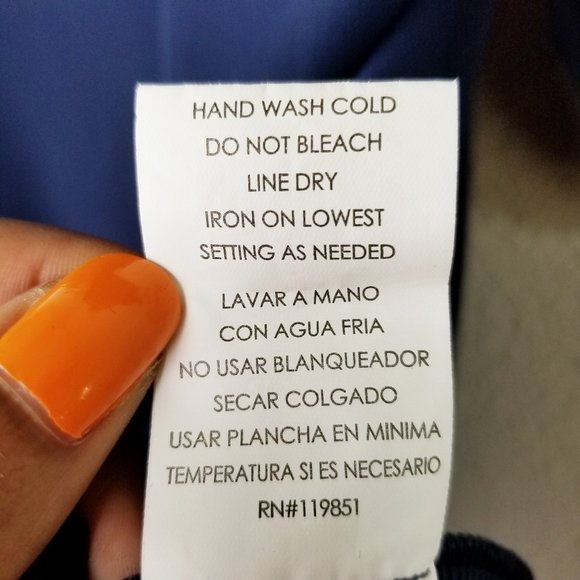 HAND WASH COLD
DO NOT BLEACH
LINE DRY
IRON ON LOWEST
SETTING AS NEEDED
LAVAR A MANO
CON AGUA FRIA
NO USAR BLANQUEADOR
SECAR COLGADO
USAR PLANCHA EN MINIMA
TEMPERATURA SI ES NECESARIO
RN#119851